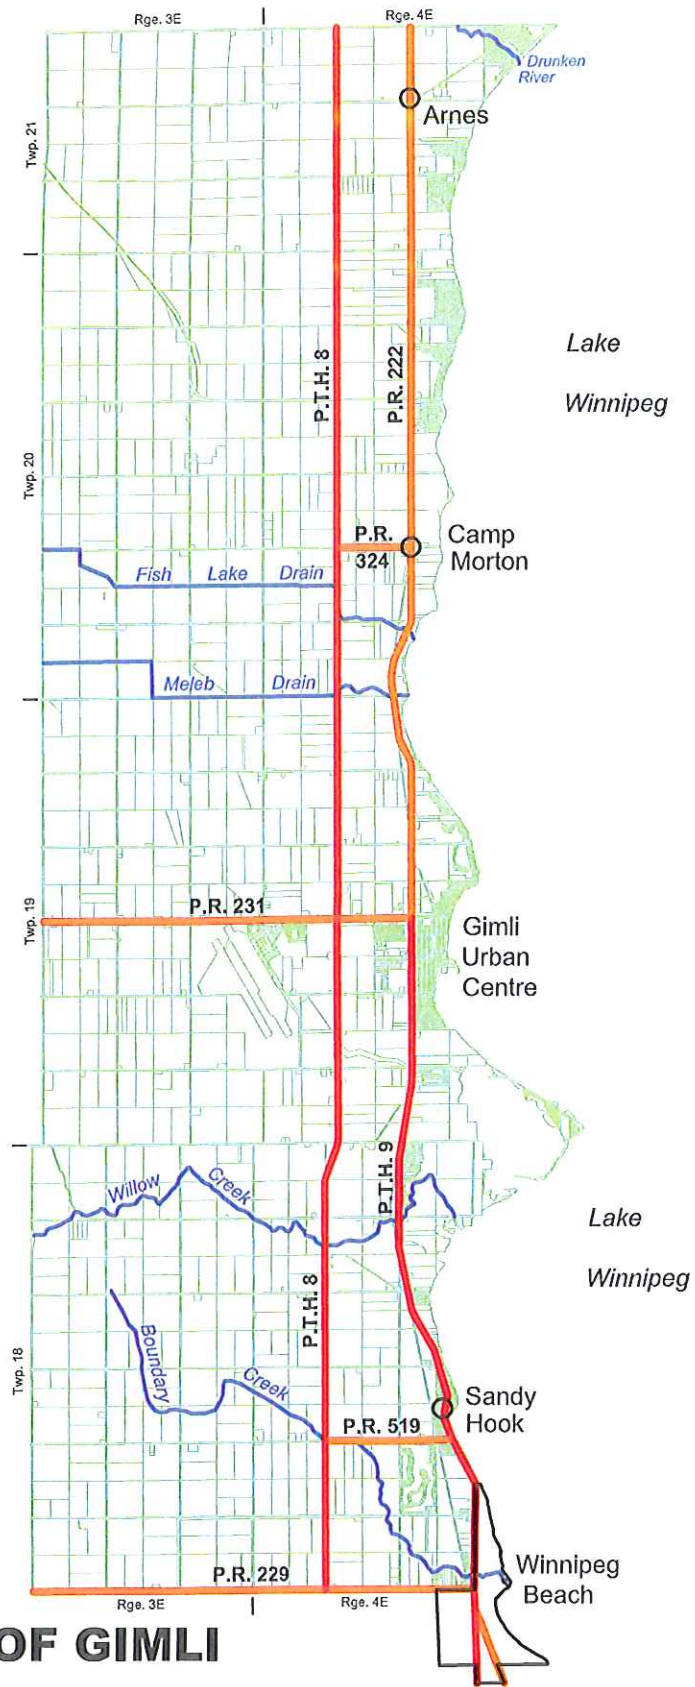 Rge. 3E
Rge. 4E
Drunken
River
Arnes
Twp. 21
Lake
Winnipeg
P.T.H. 8
P.R. 222
Twp. 20
P.R.
324
Camp
Morton
Fish Lake Drain
Meleb Drain
P.R. 231
Twp. 19
Gimli
Urban
Centre
P.T.H. 9
Willow Creek
Lake
Winnipeg
P.T.H. 8
Boundary Creek
Twp. 18
Sandy
Hook
P.R. 519
P.R. 229
Winnipeg
Beach
Rge. 3E
Rge. 4E
OF GIMLI